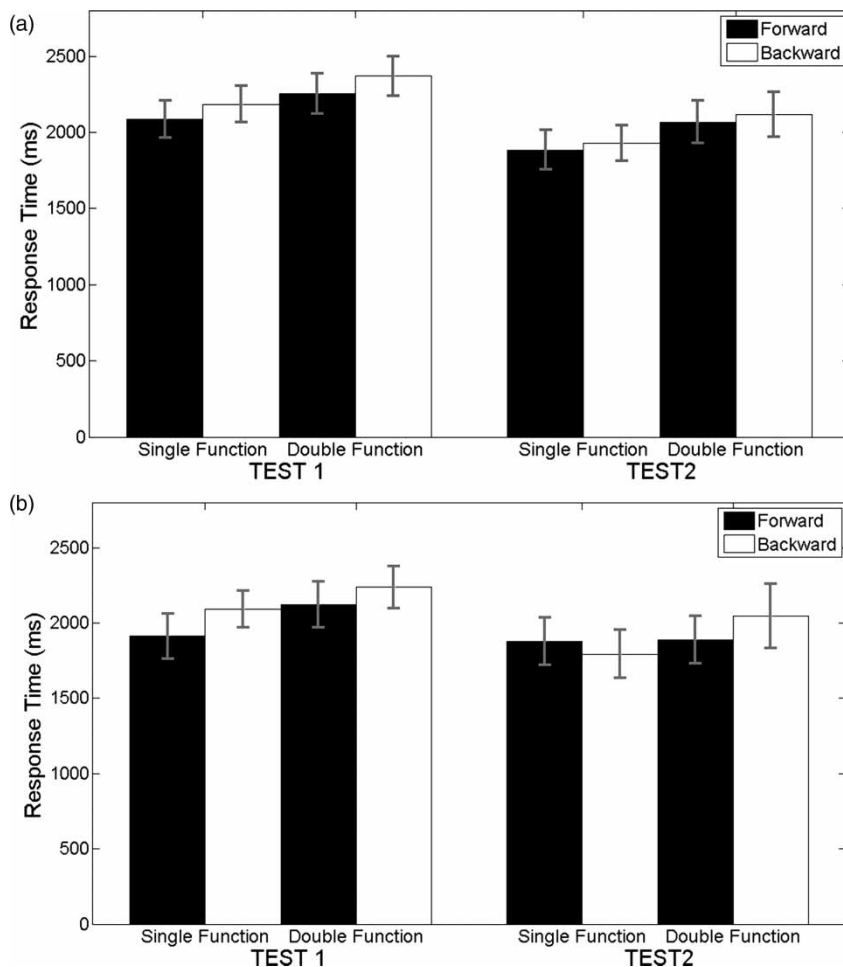 (a)
Forward
Backward
2500
2000
1500
1000
500
0
Response Time (ms)
Single Function Double Function Single Function Double Function
TEST 1 TEST2
(b)
Forward
Backward
2500
2000
1500
1000
500
0
Response Time (ms)
Single Function Double Function Single Function Double Function
TEST 1 TEST2